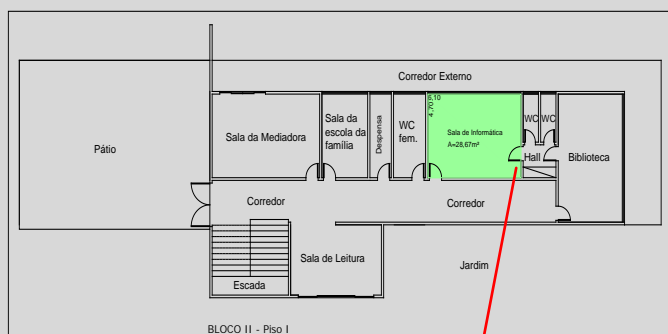 Corredor Externo
6,10
4,70
Sala da Mediadora
Sala da
escola da
família
Despensa
WC
fem.
Sala de Informática
A=28,67m²
WC
WC
Hall
Biblioteca
Pátio
Corredor
Corredor
Sala de Leitura
Escada
Jardim
BLOCO II - Piso I